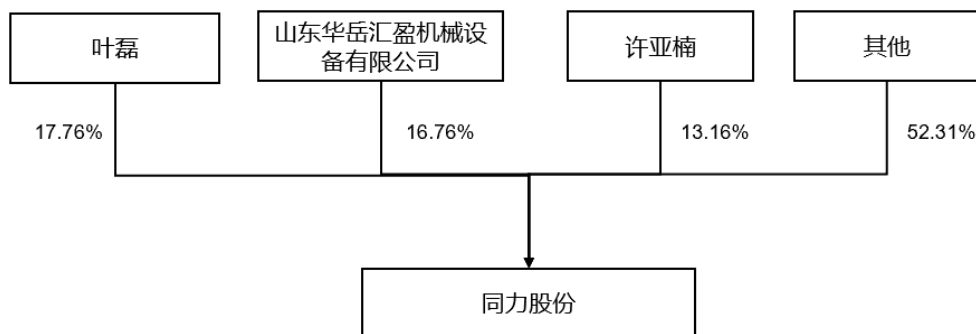 叶磊
山东华岳汇盈机械设
备有限公司
许亚楠
其他
17.76%
16.76%
13.16%
52.31%
同力股份